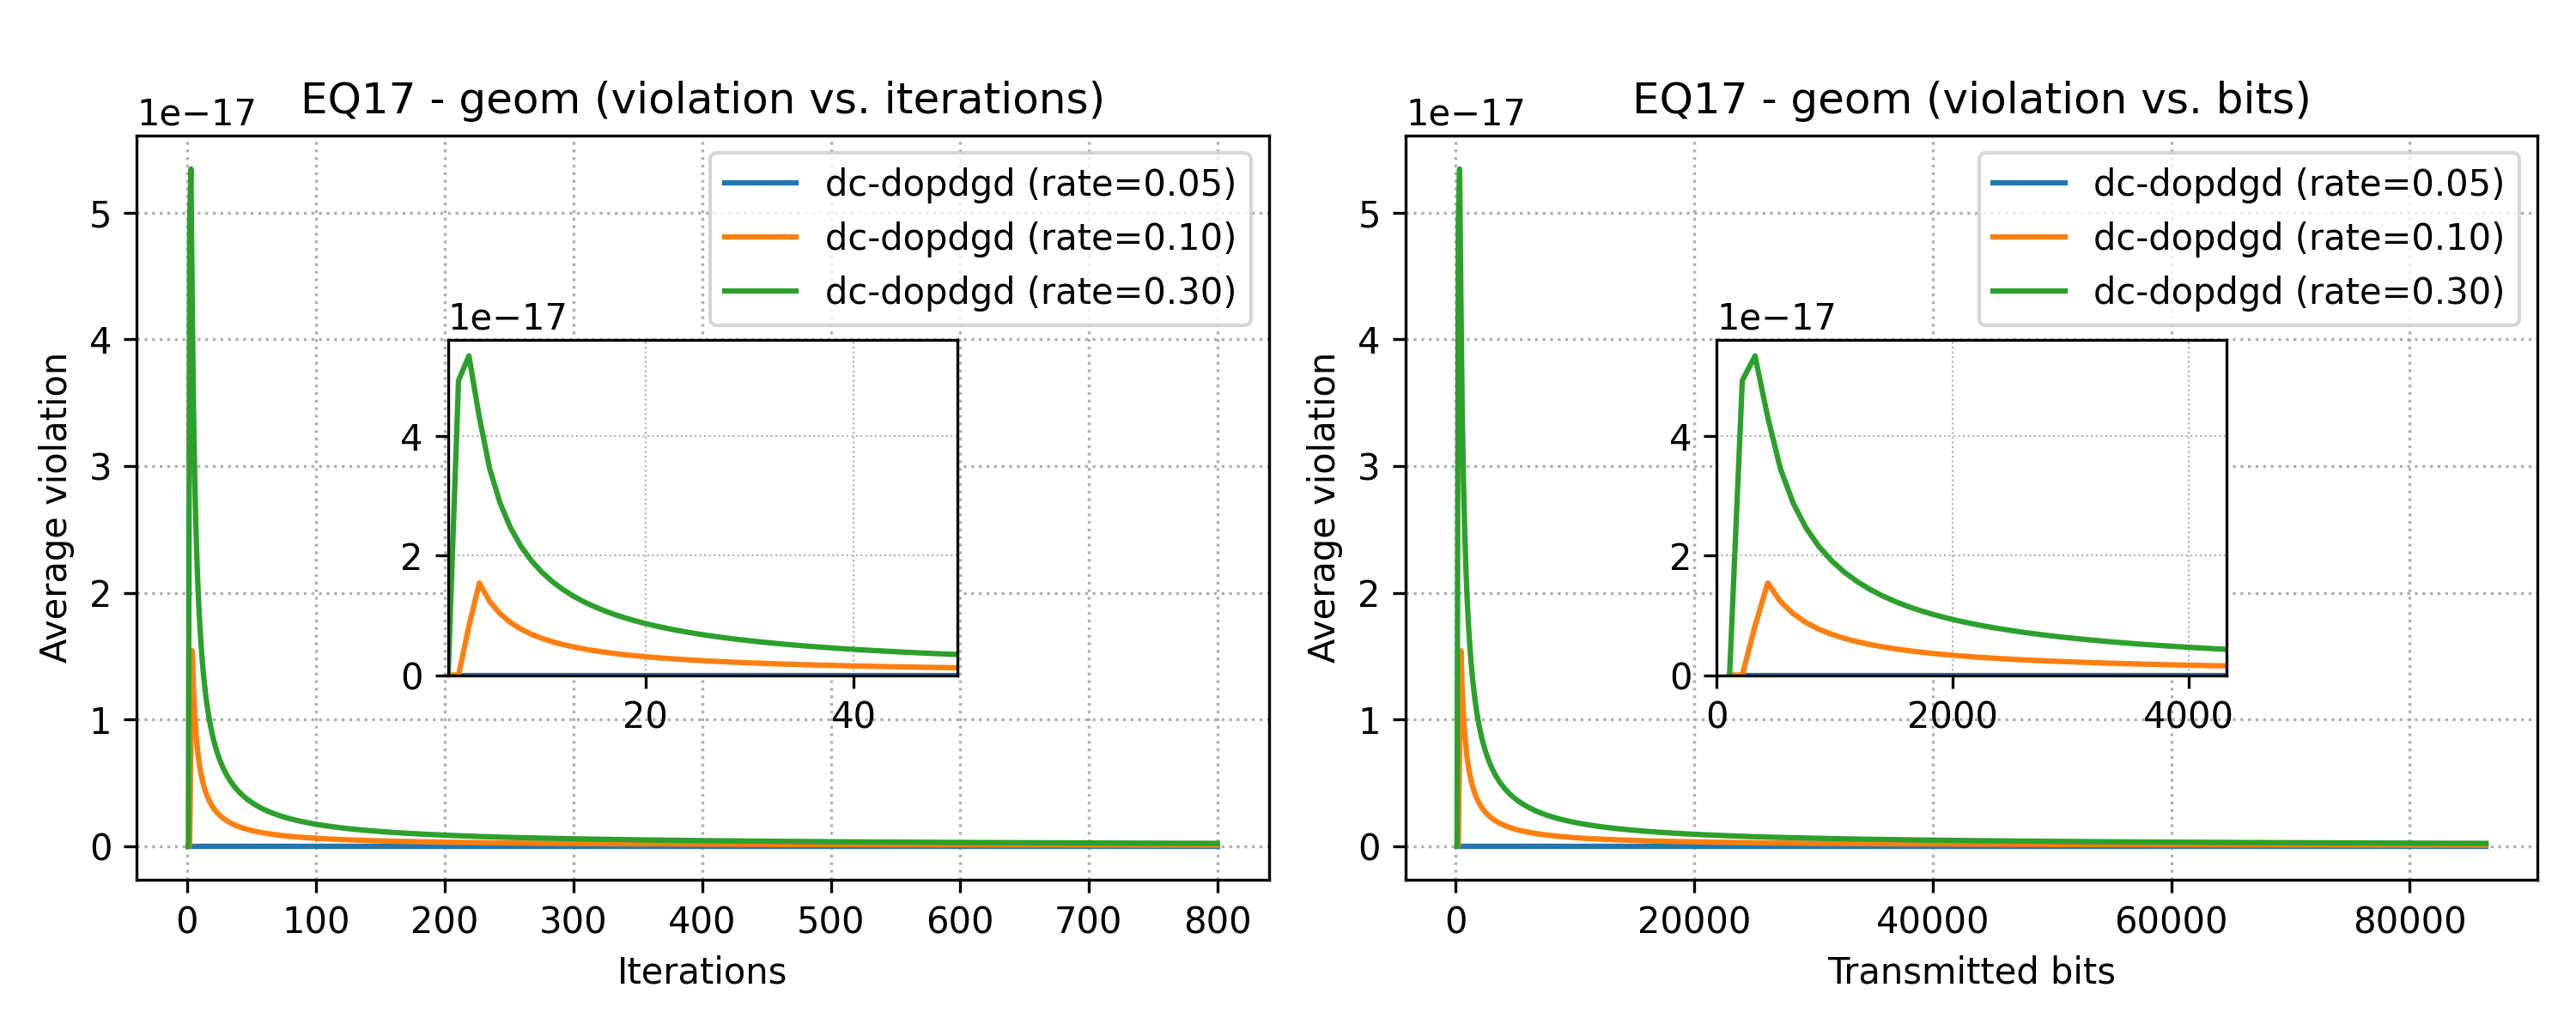 EQ17 - geom (violation vs. iterations)
1e−17
dc-dopdgd (rate=0.05)
dc-dopdgd (rate=0.10)
dc-dopdgd (rate=0.30)
Average violation
5
4
3
2
1
0
0 100 200 300 400 500 600 700 800
Iterations
1e−17
4
2
0
20 40
EQ17 - geom (violation vs. bits)
1e−17
dc-dopdgd (rate=0.05)
dc-dopdgd (rate=0.10)
dc-dopdgd (rate=0.30)
Average violation
5
4
3
2
1
0
0 20000 40000 60000 80000
Transmitted bits
1e−17
4
2
0
0 2000 4000